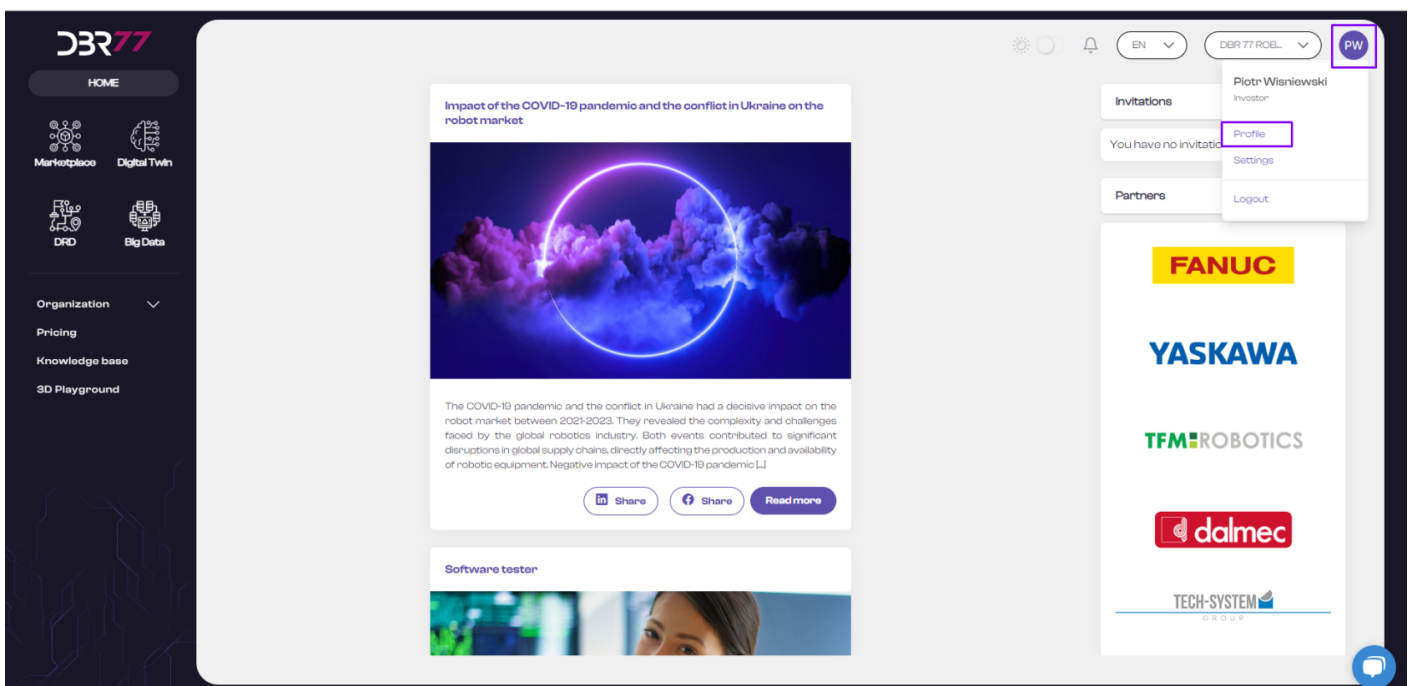 DBR77
HOME
Marketplace
Digital Twin
DRD
Big Data
Organization
Pricing
Knowledge base
3D Playground
EN
DBR 77 ROB...
PW
Piotr Wisniewski
Investor
Profile
Settings
Logout
Impact of the COVID-19 pandemic and the conflict in Ukraine on the
robot market
The COVID-19 pandemic and the conflict in Ukraine had a decisive impact on the
robot market between 2021-2023. They revealed the complexity and challenges
faced by the global robotics industry. Both events contributed to significant
disruptions in global supply chains, directly affecting the production and availability
of robotic equipment. Negative impact of the COVID-19 pandemic [...]
Share
Share
Read more
Software tester
Invitations
You have no invitatio
Partners
FANUC
YASKAWA
TFM ROBOTICS
dalmec
TECH-SYSTEM
GROUP